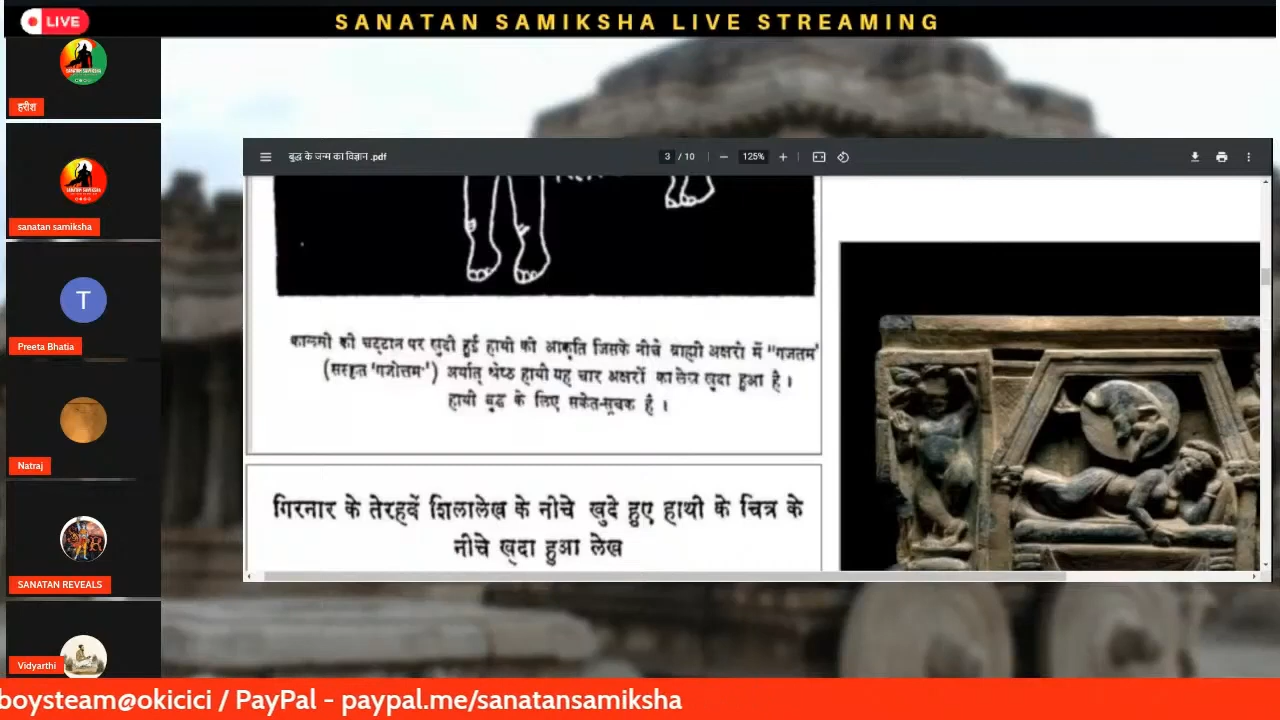 LIVE
SANATAN SAMIKSHA LIVE STREAMING
हरीश
sanatan samiksha
T
Preeta Bhatia
Natraj
SANATAN REVEALS
Vidyarthi
बुद्ध के जन्म का विज्ञान .pdf
3 / 10
125%
कालसी की चट्टान पर खुदी हुई हाथी की आकृति जिसके नीचे ब्राह्मी अक्षरो में "गजतम"
(संस्कृत 'गजोत्तम') अर्थात् श्रेष्ठ हाथी यह चार अक्षरों का लेख खुदा हुआ है।
हाथी बुद्ध के लिए सकेत-सूचक है।
गिरनार के तेरहवें शिलालेख के नीचे खुदे हुए हाथी के चित्र के
नीचे खुदा हुआ लेख
boysteam@okicici / PayPal - paypal.me/sanatansamiksha